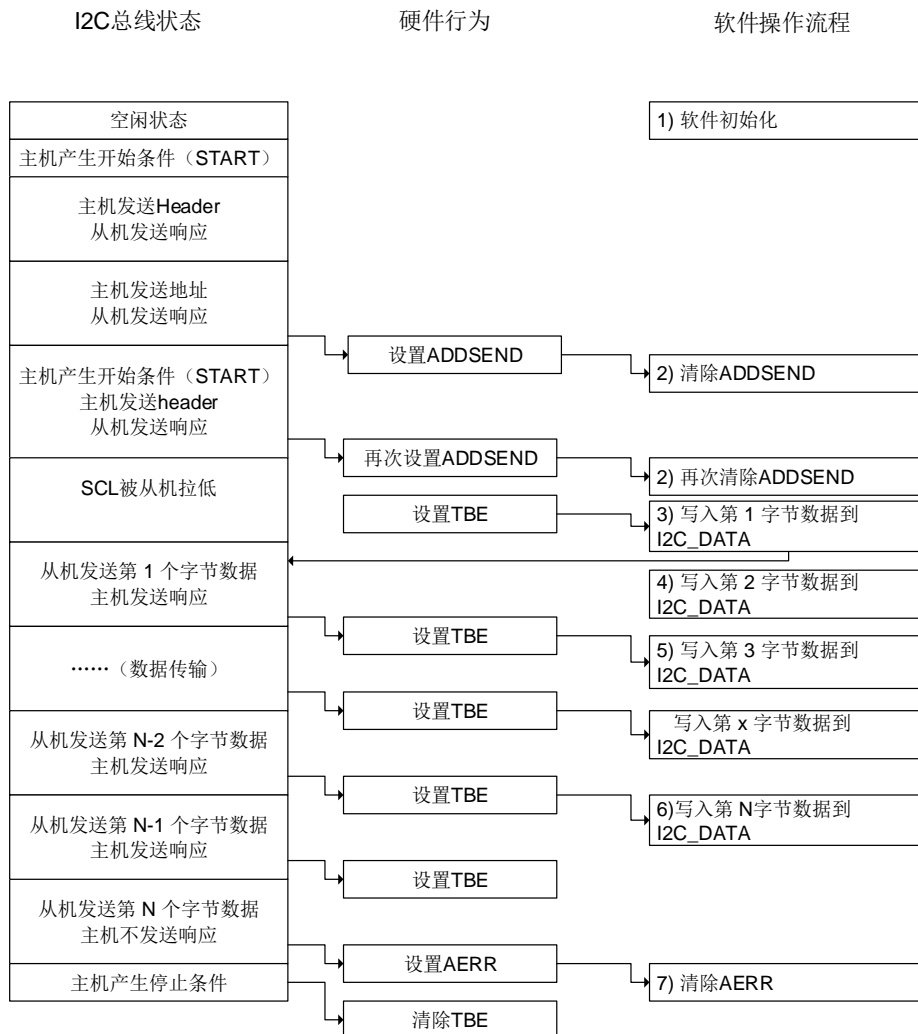 I2C总线状态
硬件行为
软件操作流程
空闲状态
1) 软件初始化
主机产生开始条件（START）
主机发送Header
从机发送响应
主机发送地址
从机发送响应
设置ADDSEND
2) 清除ADDSEND
主机产生开始条件（START）
主机发送header
从机发送响应
再次设置ADDSEND
2) 再次清除ADDSEND
SCL被从机拉低
设置TBE
3) 写入第 1 字节数据到
I2C_DATA
从机发送第 1 个字节数据
主机发送响应
4) 写入第 2 字节数据到
I2C_DATA
设置TBE
5) 写入第 3 字节数据到
I2C_DATA
……（数据传输）
设置TBE
写入第 x 字节数据到
I2C_DATA
从机发送第 N-2 个字节数据
主机发送响应
设置TBE
6)写入第 N字节数据到
I2C_DATA
从机发送第 N-1 个字节数据
主机发送响应
设置TBE
从机发送第 N 个字节数据
主机不发送响应
设置AERR
7) 清除AERR
主机产生停止条件
清除TBE